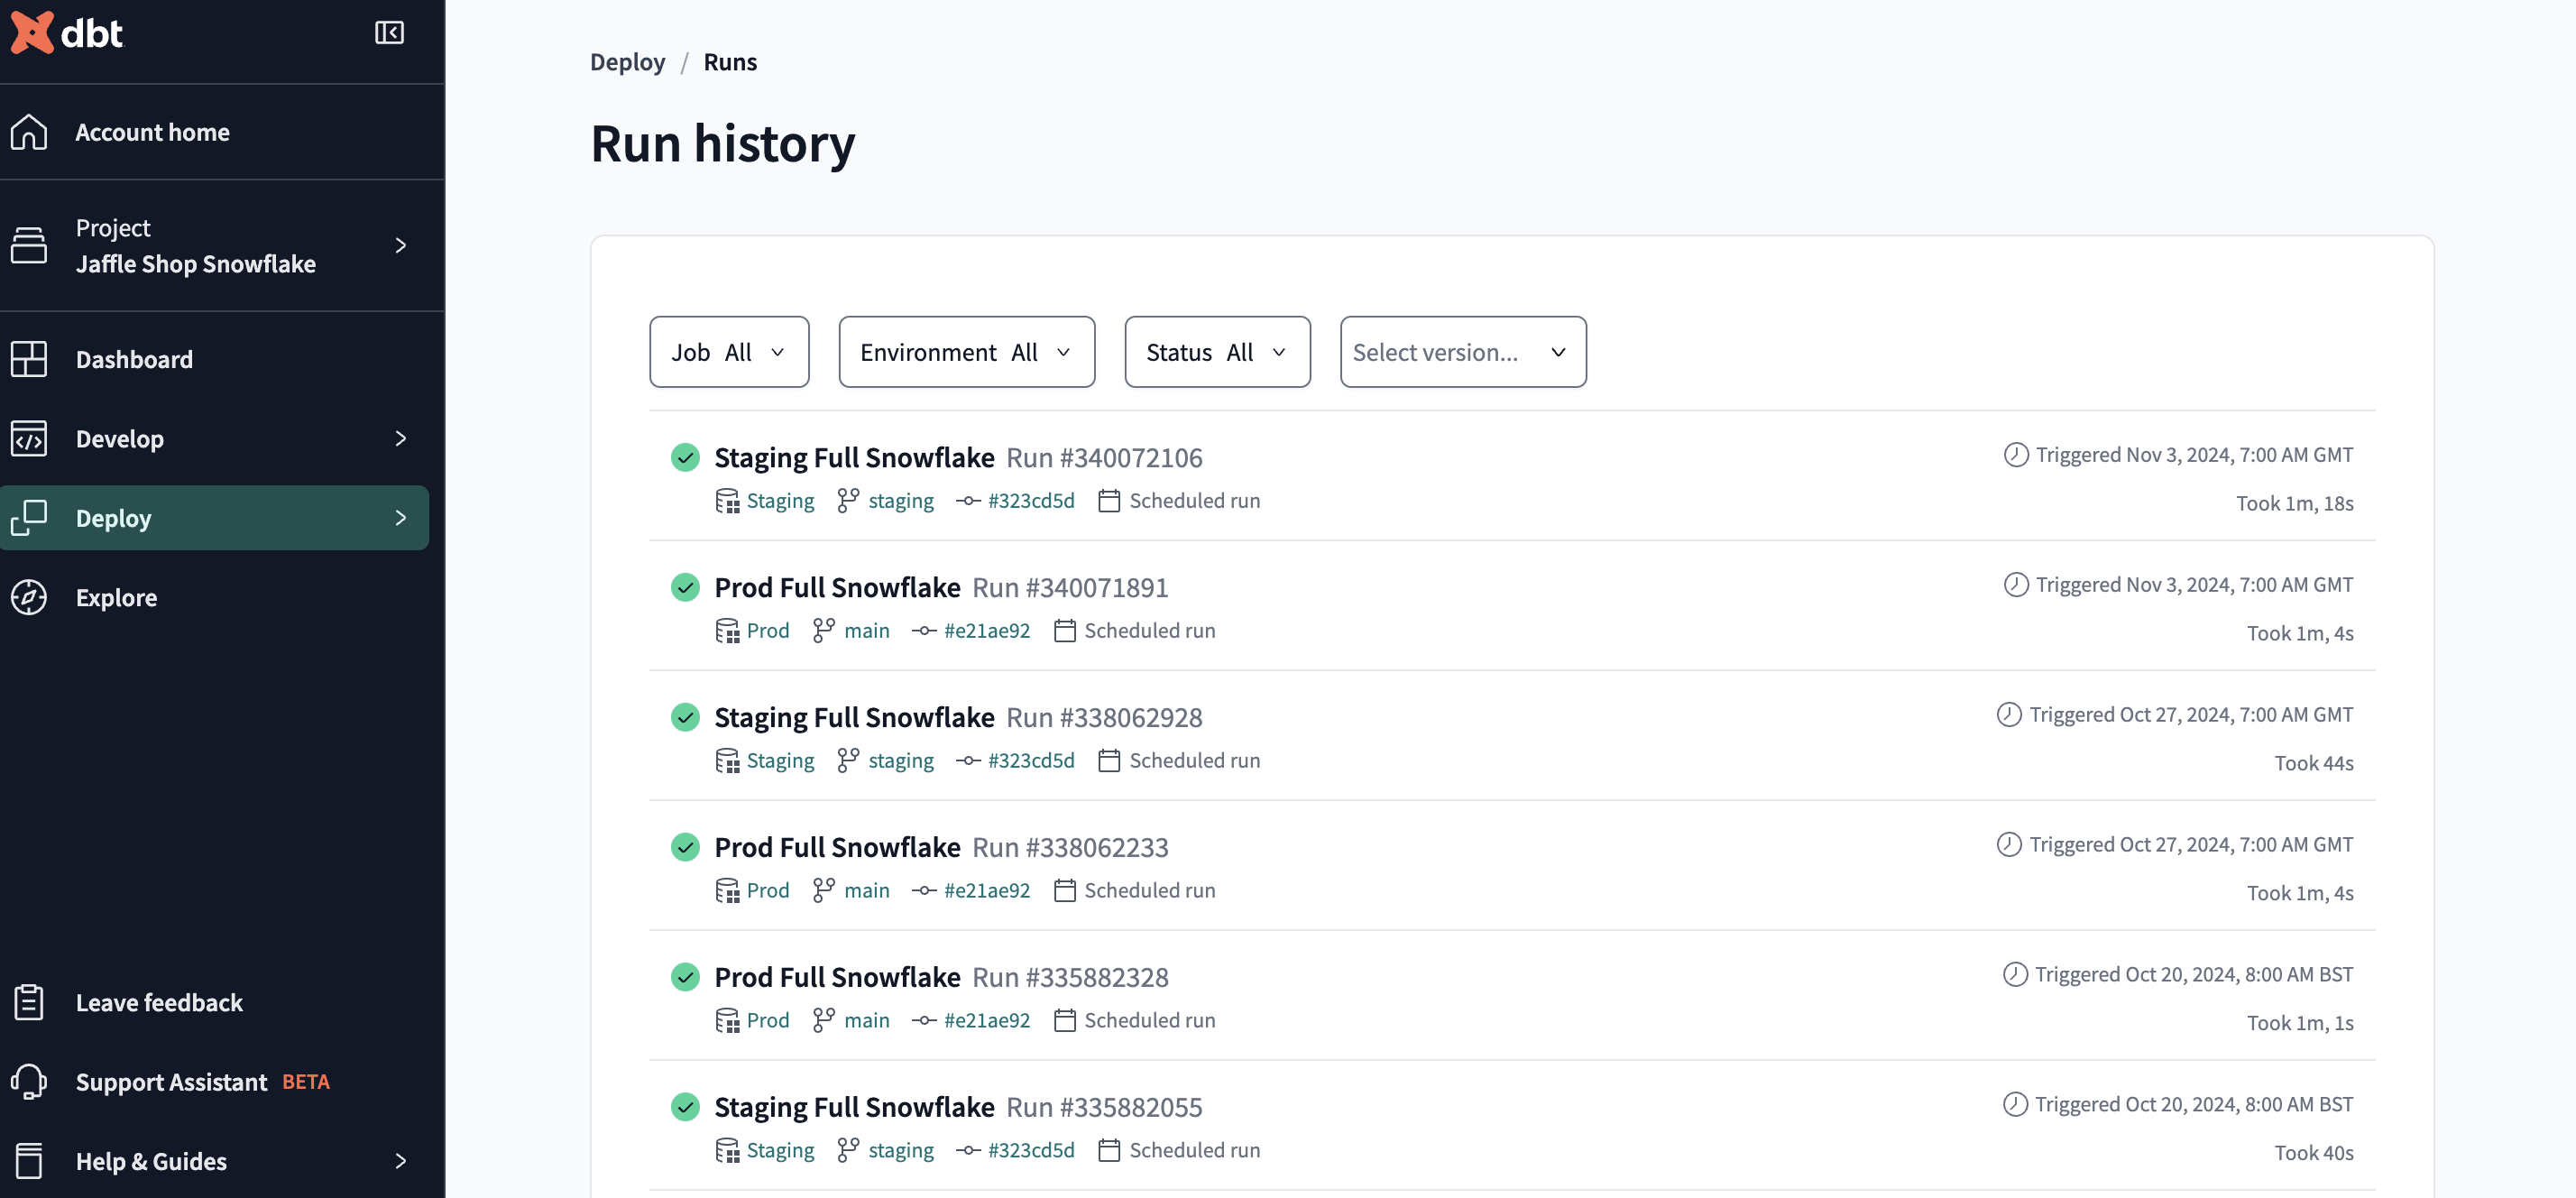 dbt
Account home
Project
Jaffle Shop Snowflake
Dashboard
Develop
Deploy
Explore
Leave feedback
Support Assistant BETA
Help & Guides
Deploy / Runs
Run history
Job All Environment All Status All Select version...
Staging Full Snowflake Run #340072106 Triggered Nov 3, 2024, 7:00 AM GMT
Staging staging #323cd5d Scheduled run Took 1m, 18s
Prod Full Snowflake Run #340071891 Triggered Nov 3, 2024, 7:00 AM GMT
Prod main #e21ae92 Scheduled run Took 1m, 4s
Staging Full Snowflake Run #338062928 Triggered Oct 27, 2024, 7:00 AM GMT
Staging staging #323cd5d Scheduled run Took 44s
Prod Full Snowflake Run #338062233 Triggered Oct 27, 2024, 7:00 AM GMT
Prod main #e21ae92 Scheduled run Took 1m, 4s
Prod Full Snowflake Run #335882328 Triggered Oct 20, 2024, 8:00 AM BST
Prod main #e21ae92 Scheduled run Took 1m, 1s
Staging Full Snowflake Run #335882055 Triggered Oct 20, 2024, 8:00 AM BST
Staging staging #323cd5d Scheduled run Took 40s